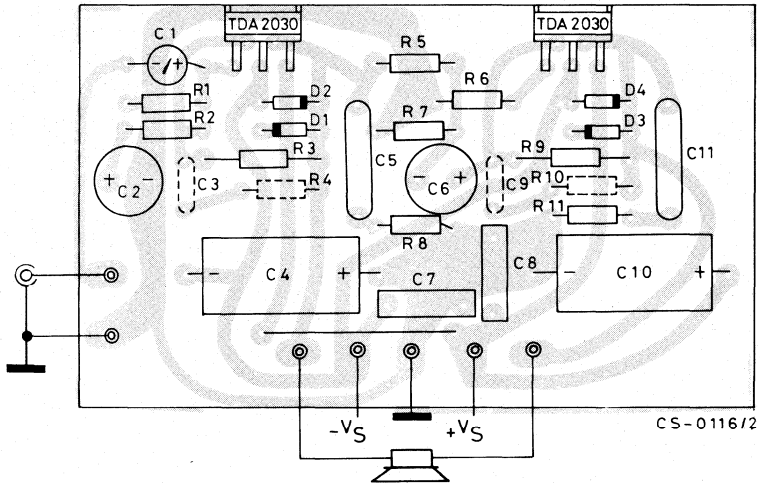 TDA 2030
TDA 2030
C1
- +
R5
R1
R6
D2
D4
R2
R7
D1
D3
R3
C5
R9
C11
+ C2 -
C3
R4
- C6 +
C9
R10
R11
R8
- C4 +
C7
C8
- C10 +
-VS
+VS
CS-0116/2